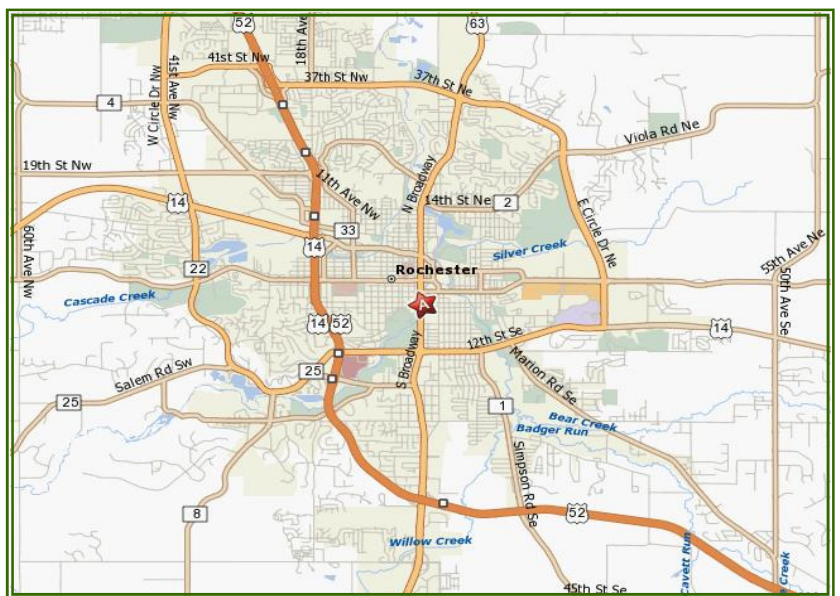 52
18th Ave
63
41st St Nw
41st Ave Nw
W Circle Dr Nw
37th St Nw
37th St Ne
4
Viola Rd Ne
19th St Nw
11th Ave Nw
N Broadway
14th St Ne
2
14
33
E Circle Dr Ne
60th Ave Nw
14
Silver Creek
55th Ave Ne
22
Rochester
50th Ave Se
Cascade Creek
A
14
52
14
S Broadway
12th St Se
Marion Rd Se
Salem Rd Sw
25
25
1
Bear Creek
Badger Run
Simpson Rd Se
8
52
Willow Creek
Cavett Run
Creek
45th St Se